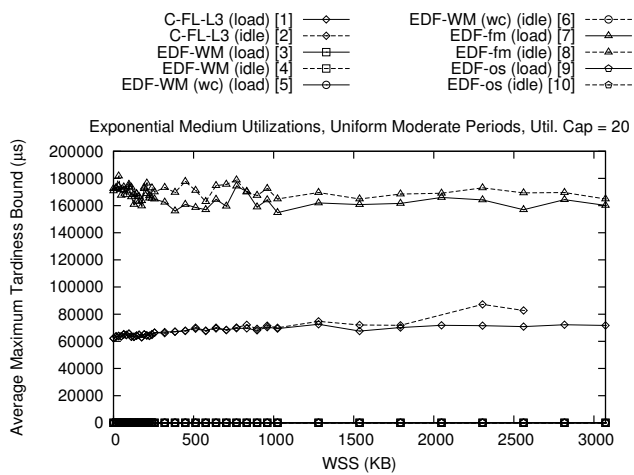 C-FL-L3 (load) [1]
C-FL-L3 (idle) [2]
EDF-WM (load) [3]
EDF-WM (idle) [4]
EDF-WM (wc) (load) [5]
EDF-WM (wc) (idle) [6]
EDF-fm (load) [7]
EDF-fm (idle) [8]
EDF-os (load) [9]
EDF-os (idle) [10]
Exponential Medium Utilizations, Uniform Moderate Periods, Util. Cap = 20
Average Maximum Tardiness Bound (μs)
200000
180000
160000
140000
120000
100000
80000
60000
40000
20000
0
0 500 1000 1500 2000 2500 3000
WSS (KB)